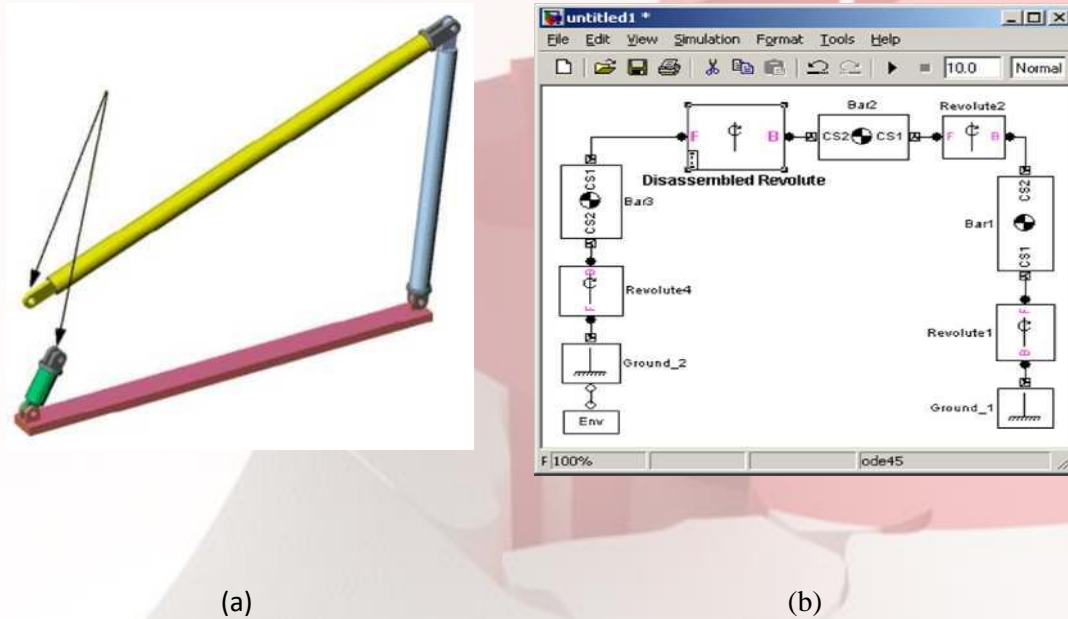 untitled1 *
File Edit View Simulation Format Tools Help
10.0 Normal
Bar2
Revolute2
F B
CS2 CS1
F B
Disassembled Revolute
CS1
CS2
Bar3
CS2
CS1
Bar1
B
F
Revolute4
F
B
Revolute1
Ground_2
Ground_1
Env
F 100% ode45
(a) (b)